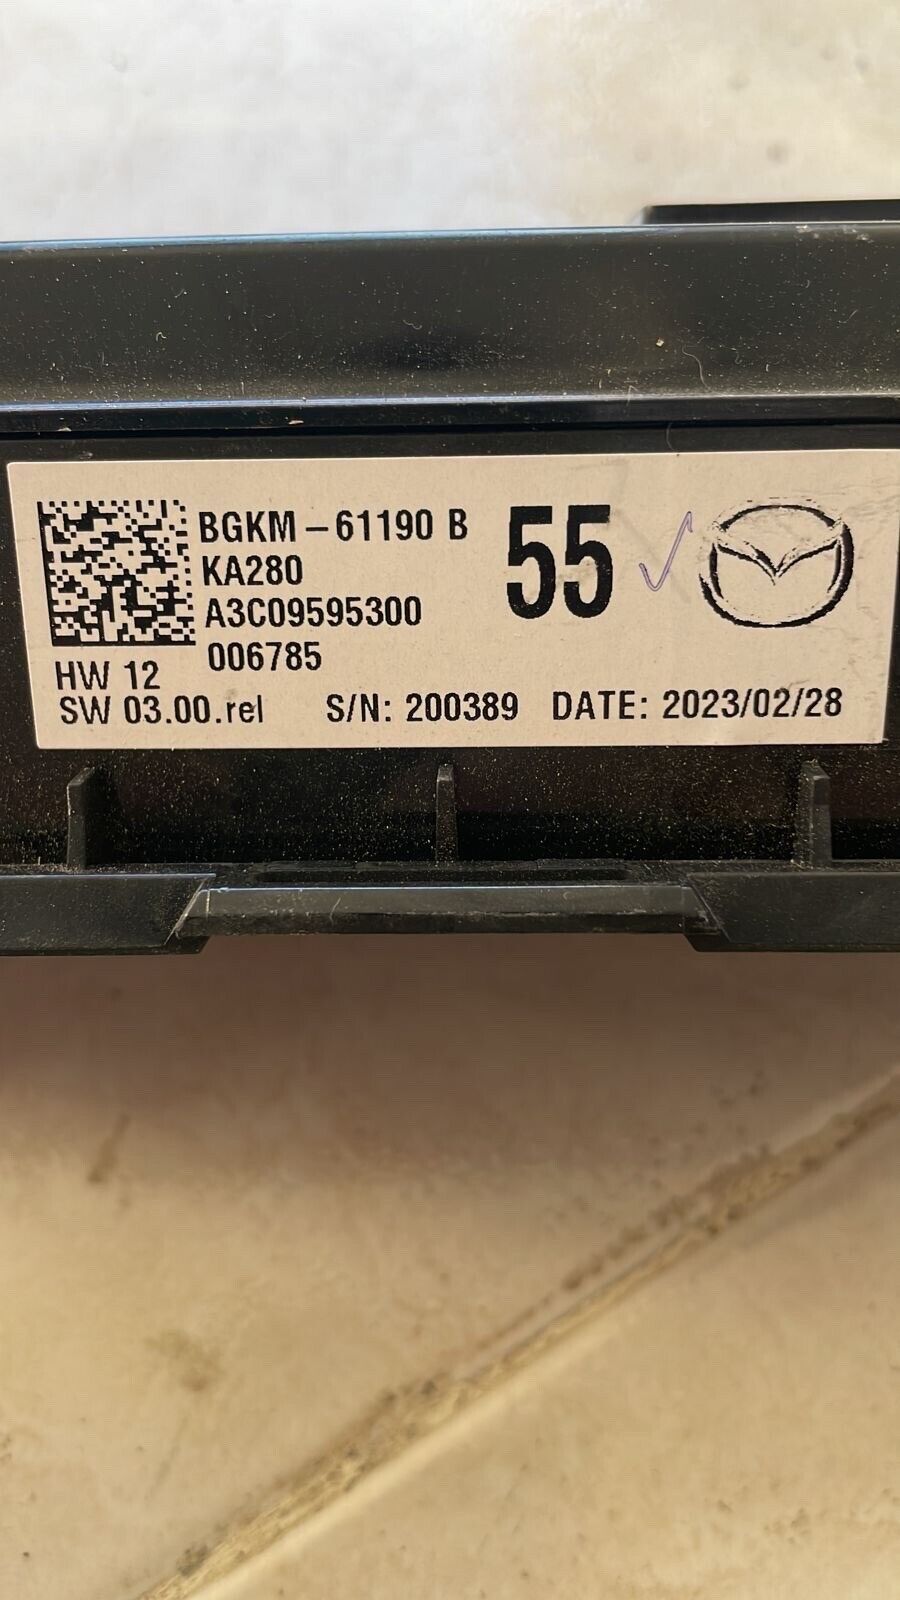 BGKM-61190 B
KA280
A3C09595300
006785
55
HW 12
SW 03.00.rel
S/N: 200389
DATE: 2023/02/28